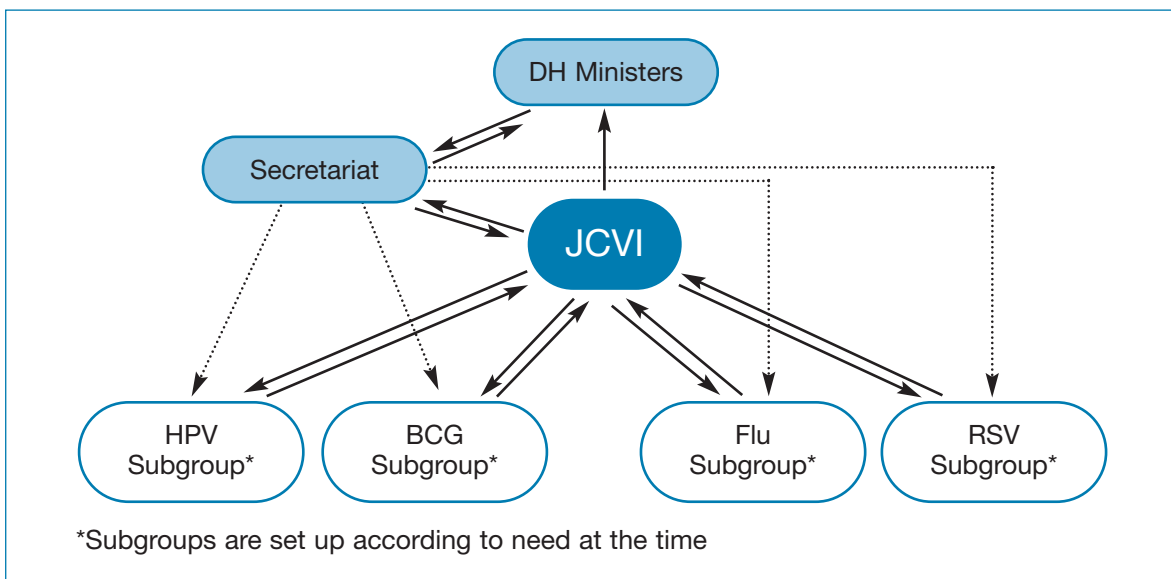 DH Ministers
Secretariat
JCVI
HPV
Subgroup*
BCG
Subgroup*
Flu
Subgroup*
RSV
Subgroup*
*Subgroups are set up according to need at the time